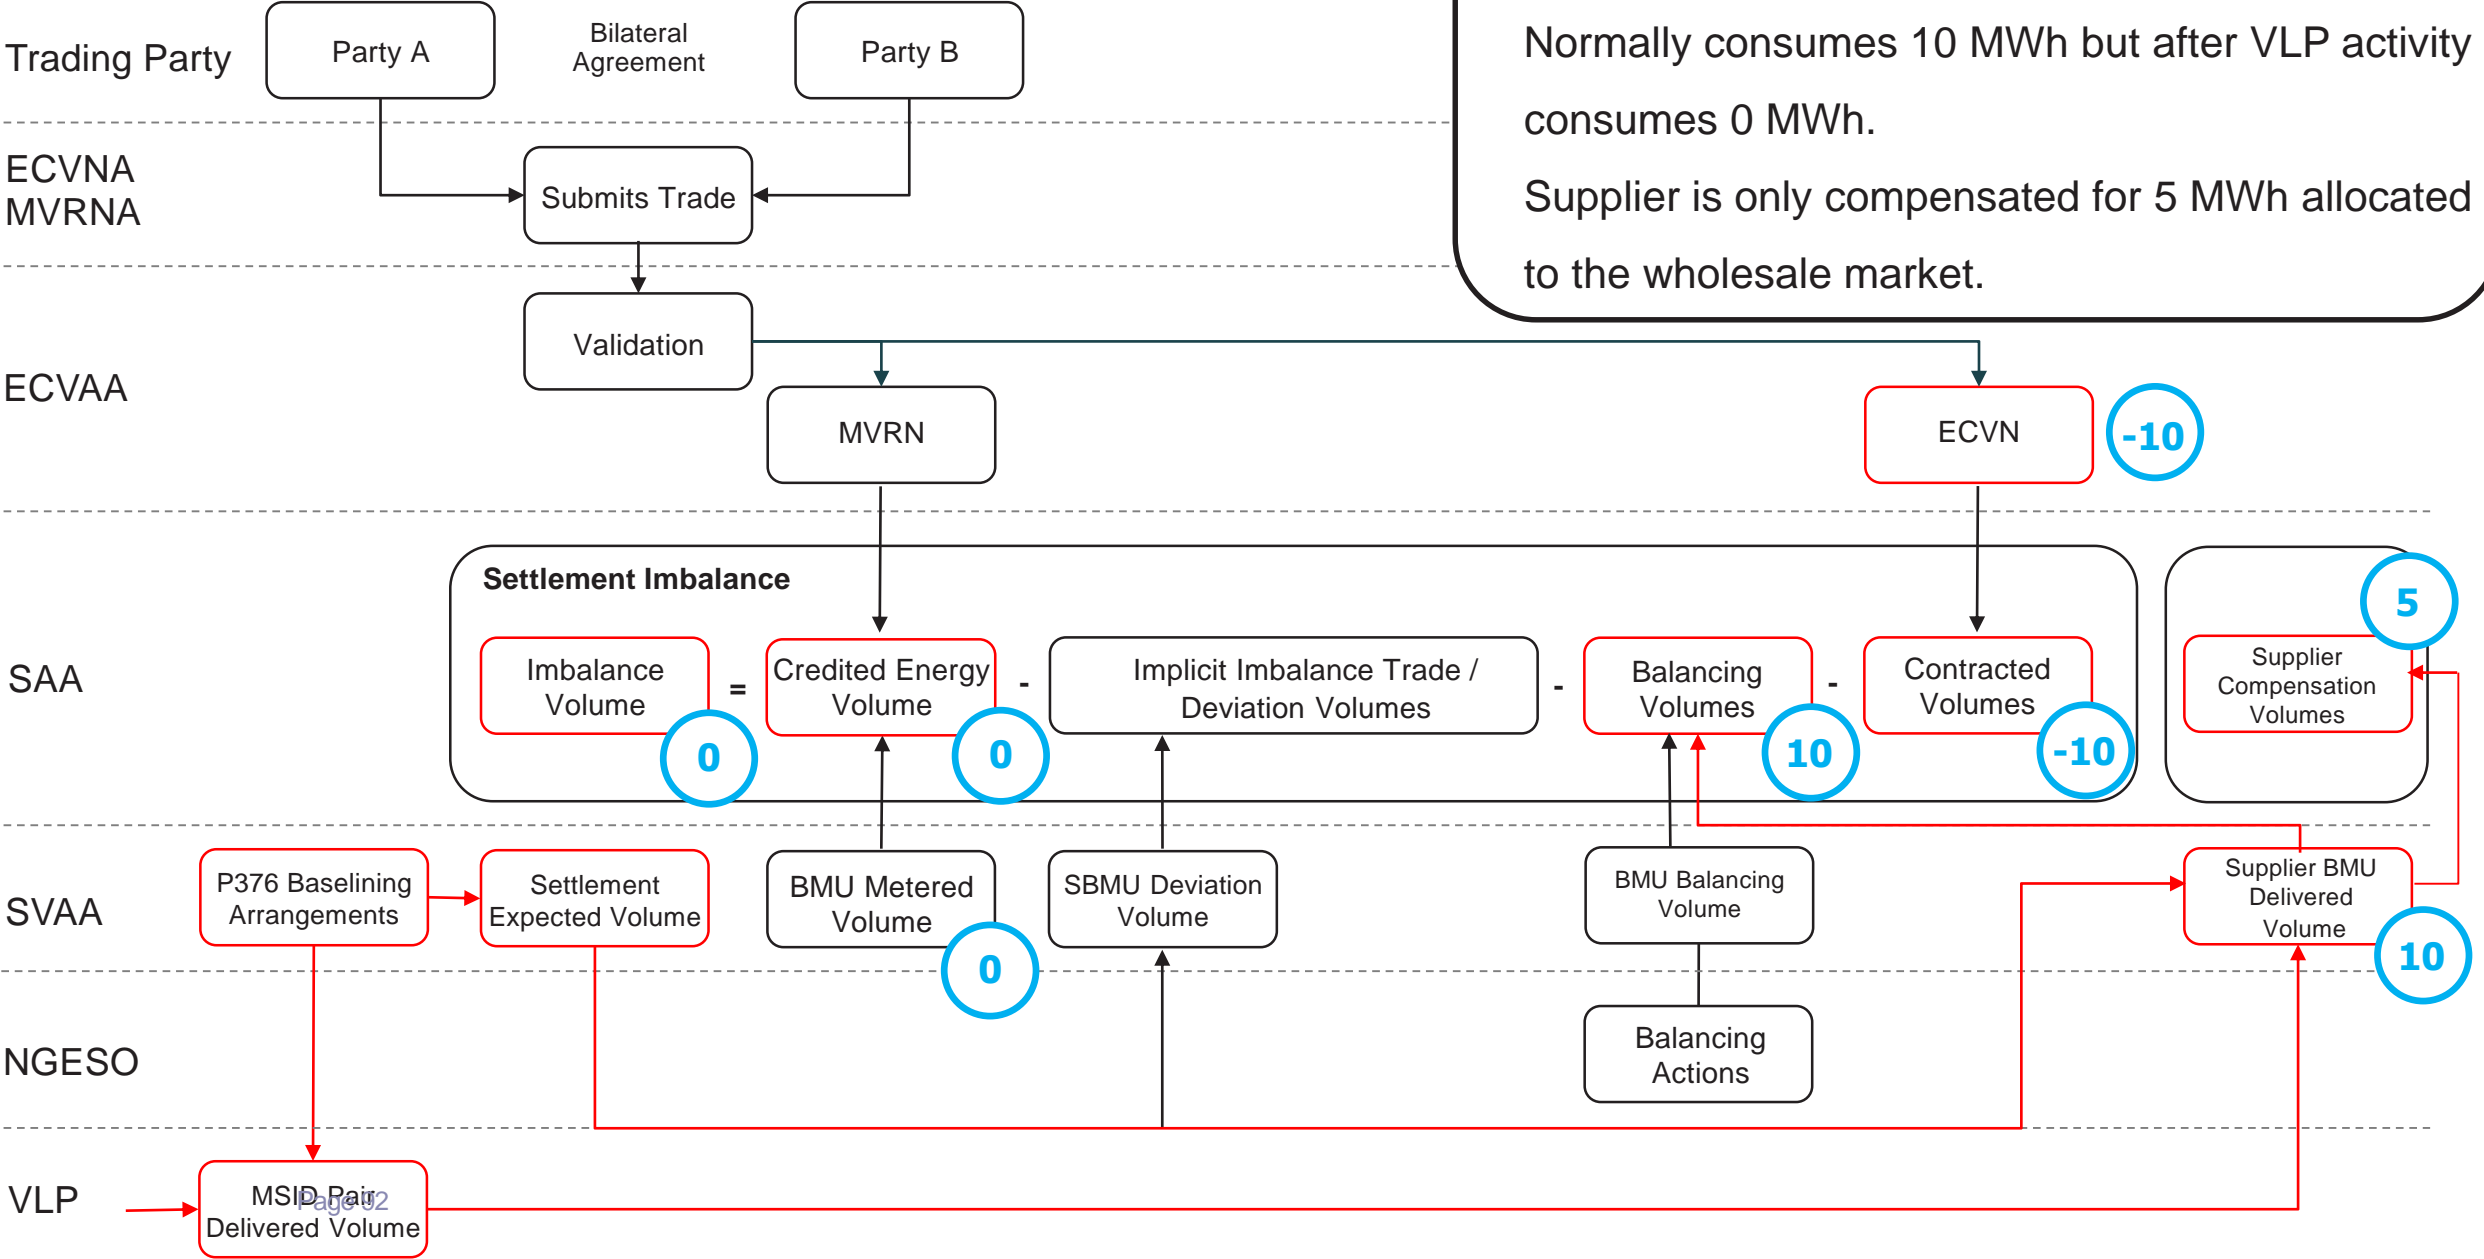 Trading Party
Party A
Bilateral
Agreement
Party B
Normally consumes 10 MWh but after VLP activity
consumes 0 MWh.
Supplier is only compensated for 5 MWh allocated
to the wholesale market.
ECVNA
MVRNA
Submits Trade
ECVAA
Validation
MVRN
ECVN
-10
SAA
Settlement Imbalance
Imbalance
Volume
0
=
Credited Energy
Volume
0
-
Implicit Imbalance Trade /
Deviation Volumes
-
Balancing
Volumes
10
-
Contracted
Volumes
-10
5
Supplier
Compensation
Volumes
SVAA
P376 Baselining
Arrangements
Settlement
Expected Volume
BMU Metered
Volume
0
SBMU Deviation
Volume
BMU Balancing
Volume
Supplier BMU
Delivered
Volume
10
NGESO
Balancing
Actions
VLP
MSID Pair
Delivered Volume
Page 92